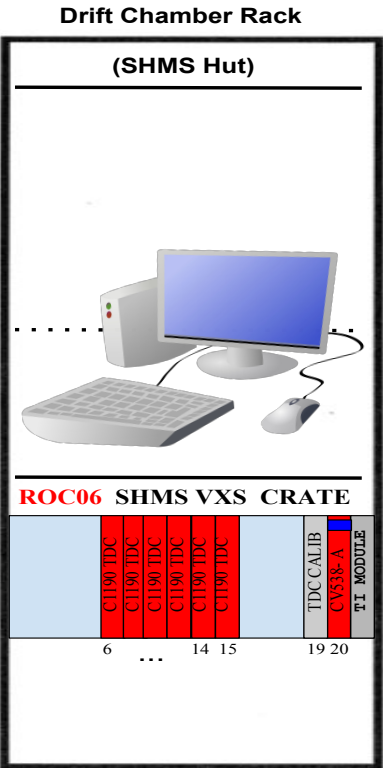 Drift Chamber Rack
(SHMS Hut)
ROC06 SHMS VXS CRATE
C1190 TDC
C1190 TDC
C1190 TDC
C1190 TDC
C1190 TDC
C1190 TDC
TDC CALIB
CV538- A
TI MODULE
6 ... 14 15 19 20